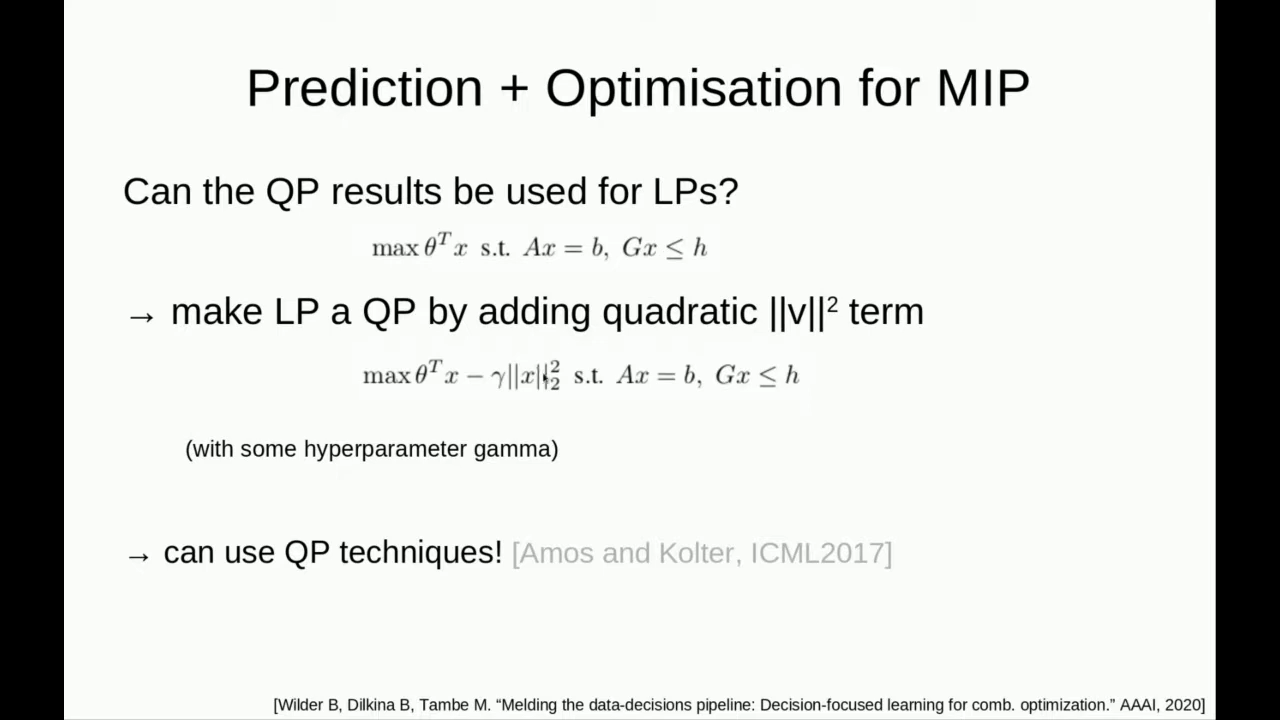 Prediction + Optimisation for MIP
Can the QP results be used for LPs?
max θ^T x s.t. Ax = b, Gx ≤ h
→ make LP a QP by adding quadratic ||v||² term
max θ^T x − γ||x||₂² s.t. Ax = b, Gx ≤ h
(with some hyperparameter gamma)
→ can use QP techniques! [Amos and Kolter, ICML2017]
[Wilder B, Dilkina B, Tambe M. “Melding the data-decisions pipeline: Decision-focused learning for comb. optimization.” AAAI, 2020]